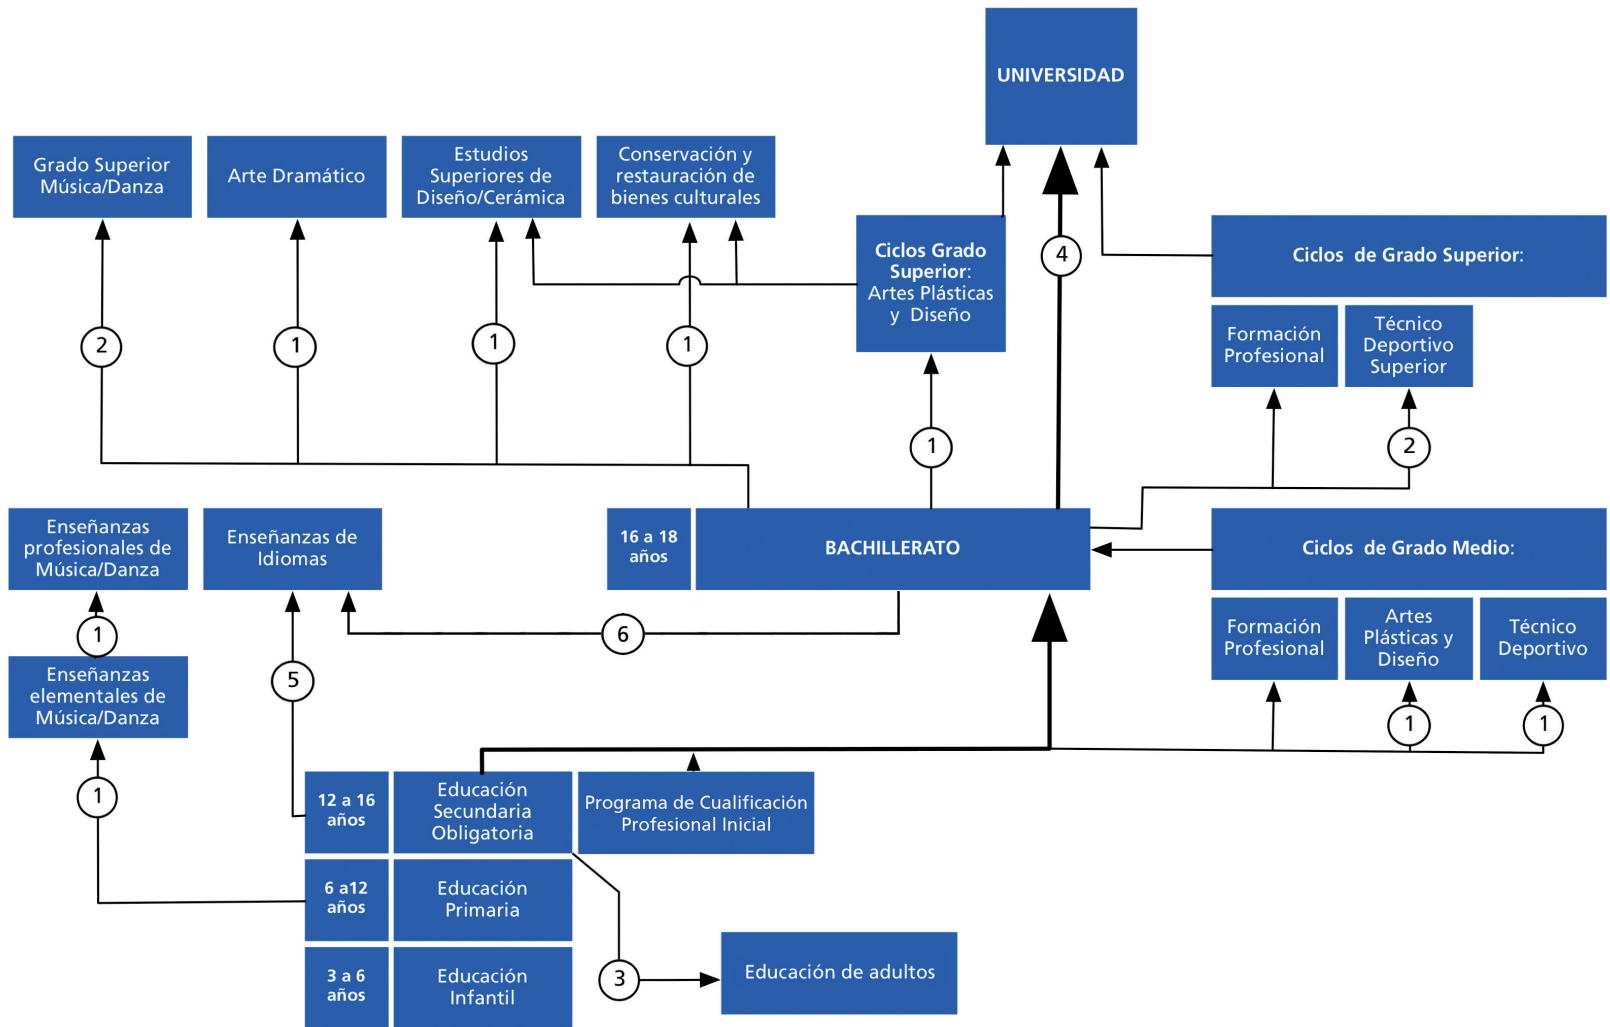 UNIVERSIDAD
Grado Superior
Música/Danza
Arte Dramático
Estudios
Superiores de
Diseño/Cerámica
Conservación y
restauración de
bienes culturales
Ciclos Grado
Superior:
Artes Plásticas
y Diseño
4
Ciclos de Grado Superior:
Formación
Profesional
Técnico
Deportivo
Superior
2
1
1
1
1
2
Enseñanzas
profesionales de
Música/Danza
Enseñanzas de
Idiomas
16 a 18
años
BACHILLERATO
Ciclos de Grado Medio:
Formación
Profesional
Artes
Plásticas y
Diseño
Técnico
Deportivo
1
6
Enseñanzas
elementales de
Música/Danza
5
1
1
1
12 a 16
años
Educación
Secundaria
Obligatoria
Programa de Cualificación
Profesional Inicial
6 a12
años
Educación
Primaria
3 a 6
años
Educación
Infantil
3
Educación de adultos